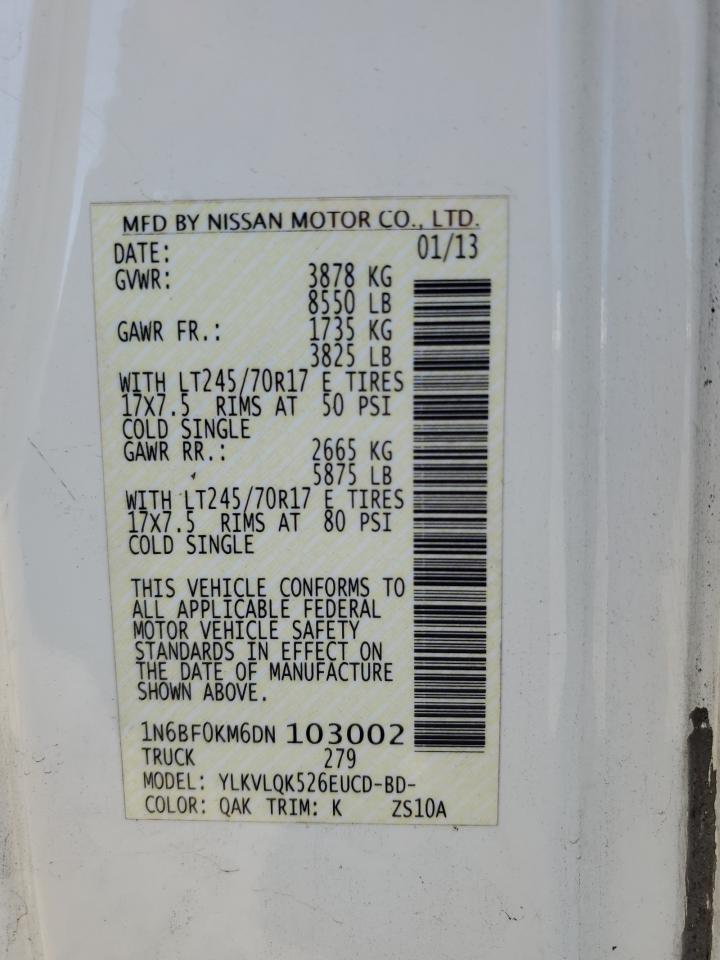 MFD BY NISSAN MOTOR CO., LTD.
DATE: 01/13
GVWR: 3878 KG
8550 LB
GAWR FR.: 1735 KG
3825 LB
WITH LT245/70R17 E TIRES
17X7.5 RIMS AT 50 PSI
COLD SINGLE
GAWR RR.: 2665 KG
5875 LB
WITH LT245/70R17 E TIRES
17X7.5 RIMS AT 80 PSI
COLD SINGLE
THIS VEHICLE CONFORMS TO
ALL APPLICABLE FEDERAL
MOTOR VEHICLE SAFETY
STANDARDS IN EFFECT ON
THE DATE OF MANUFACTURE
SHOWN ABOVE.
1N6BF0KM6DN 103002
TRUCK 279
MODEL: YLKVLQK526EUCD-BD-
COLOR: QAK TRIM: K ZS10A